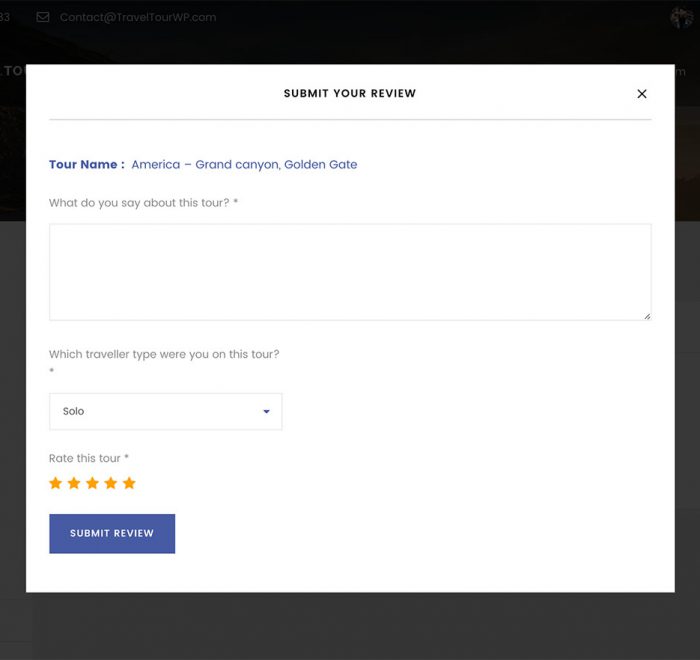 33 Contact@TravelTourWP.com
.TOU
m
SUBMIT YOUR REVIEW
Tour Name : America – Grand canyon, Golden Gate
What do you say about this tour? *
Which traveller type were you on this tour?
*
Solo
Rate this tour *
SUBMIT REVIEW